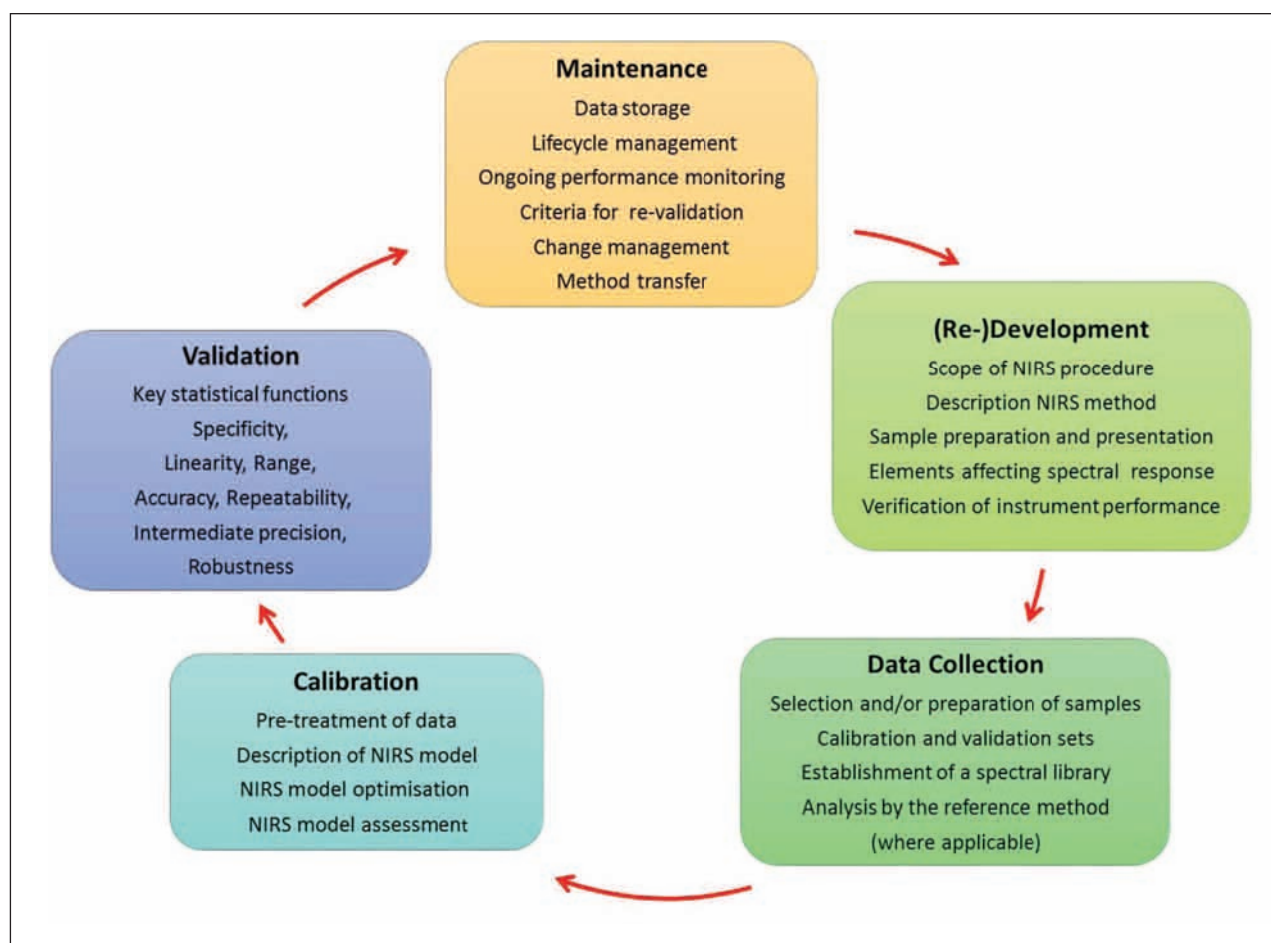 Maintenance
Data storage
Lifecycle management
Ongoing performance monitoring
Criteria for re-validation
Change management
Method transfer
(Re-)Development
Scope of NIRS procedure
Description NIRS method
Sample preparation and presentation
Elements affecting spectral response
Verification of instrument performance
Data Collection
Selection and/or preparation of samples
Calibration and validation sets
Establishment of a spectral library
Analysis by the reference method
(where applicable)
Calibration
Pre-treatment of data
Description of NIRS model
NIRS model optimisation
NIRS model assessment
Validation
Key statistical functions
Specificity,
Linearity, Range,
Accuracy, Repeatability,
Intermediate precision,
Robustness